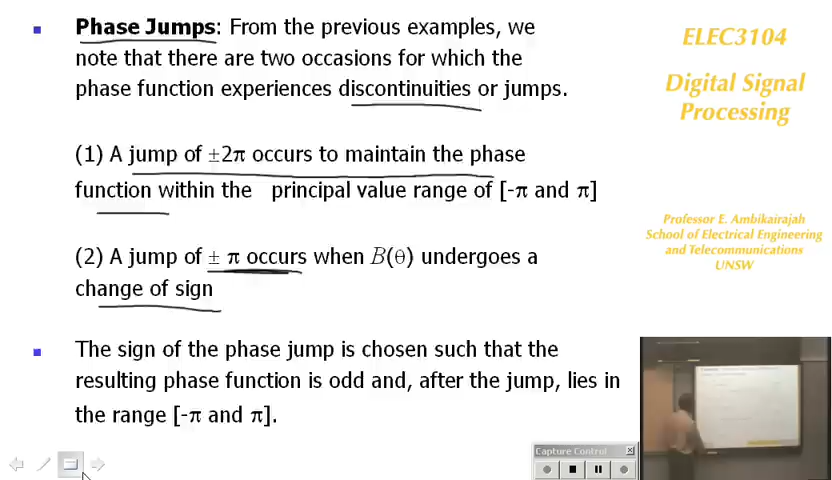 Phase Jumps: From the previous examples, we
note that there are two occasions for which the
phase function experiences discontinuities or jumps.
(1) A jump of ±2π occurs to maintain the phase
function within the principal value range of [-π and π]
(2) A jump of ± π occurs when B(θ) undergoes a
change of sign
The sign of the phase jump is chosen such that the
resulting phase function is odd and, after the jump, lies in
the range [-π and π].
ELEC3104
Digital Signal
Processing
Professor E. Ambikairajah
School of Electrical Engineering
and Telecommunications
UNSW
Capture Control